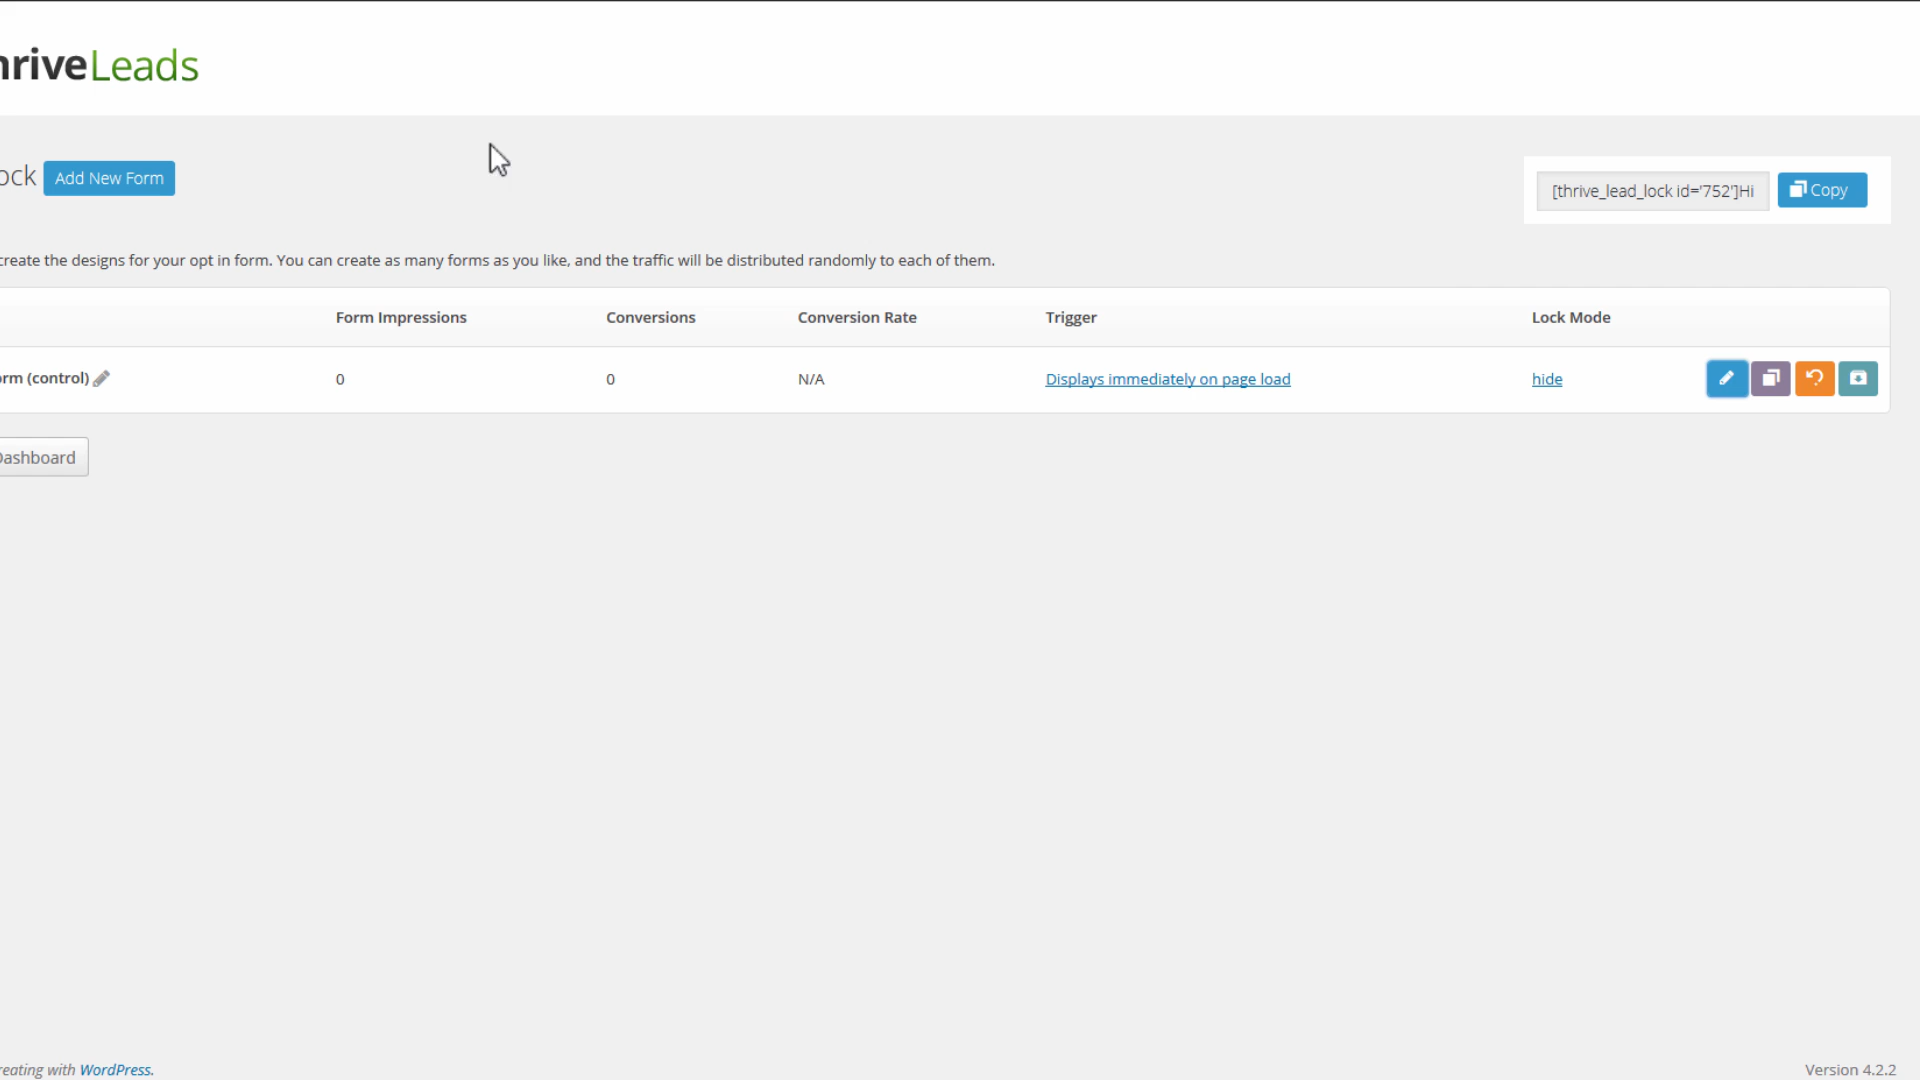 hriveLeads
ock Add New Form
[thrive_lead_lock id='752']Hi Copy
create the designs for your opt in form. You can create as many forms as you like, and the traffic will be distributed randomly to each of them.
Form Impressions Conversions Conversion Rate Trigger Lock Mode
orm (control) 0 0 N/A Displays immediately on page load hide
Dashboard
reating with WordPress. Version 4.2.2